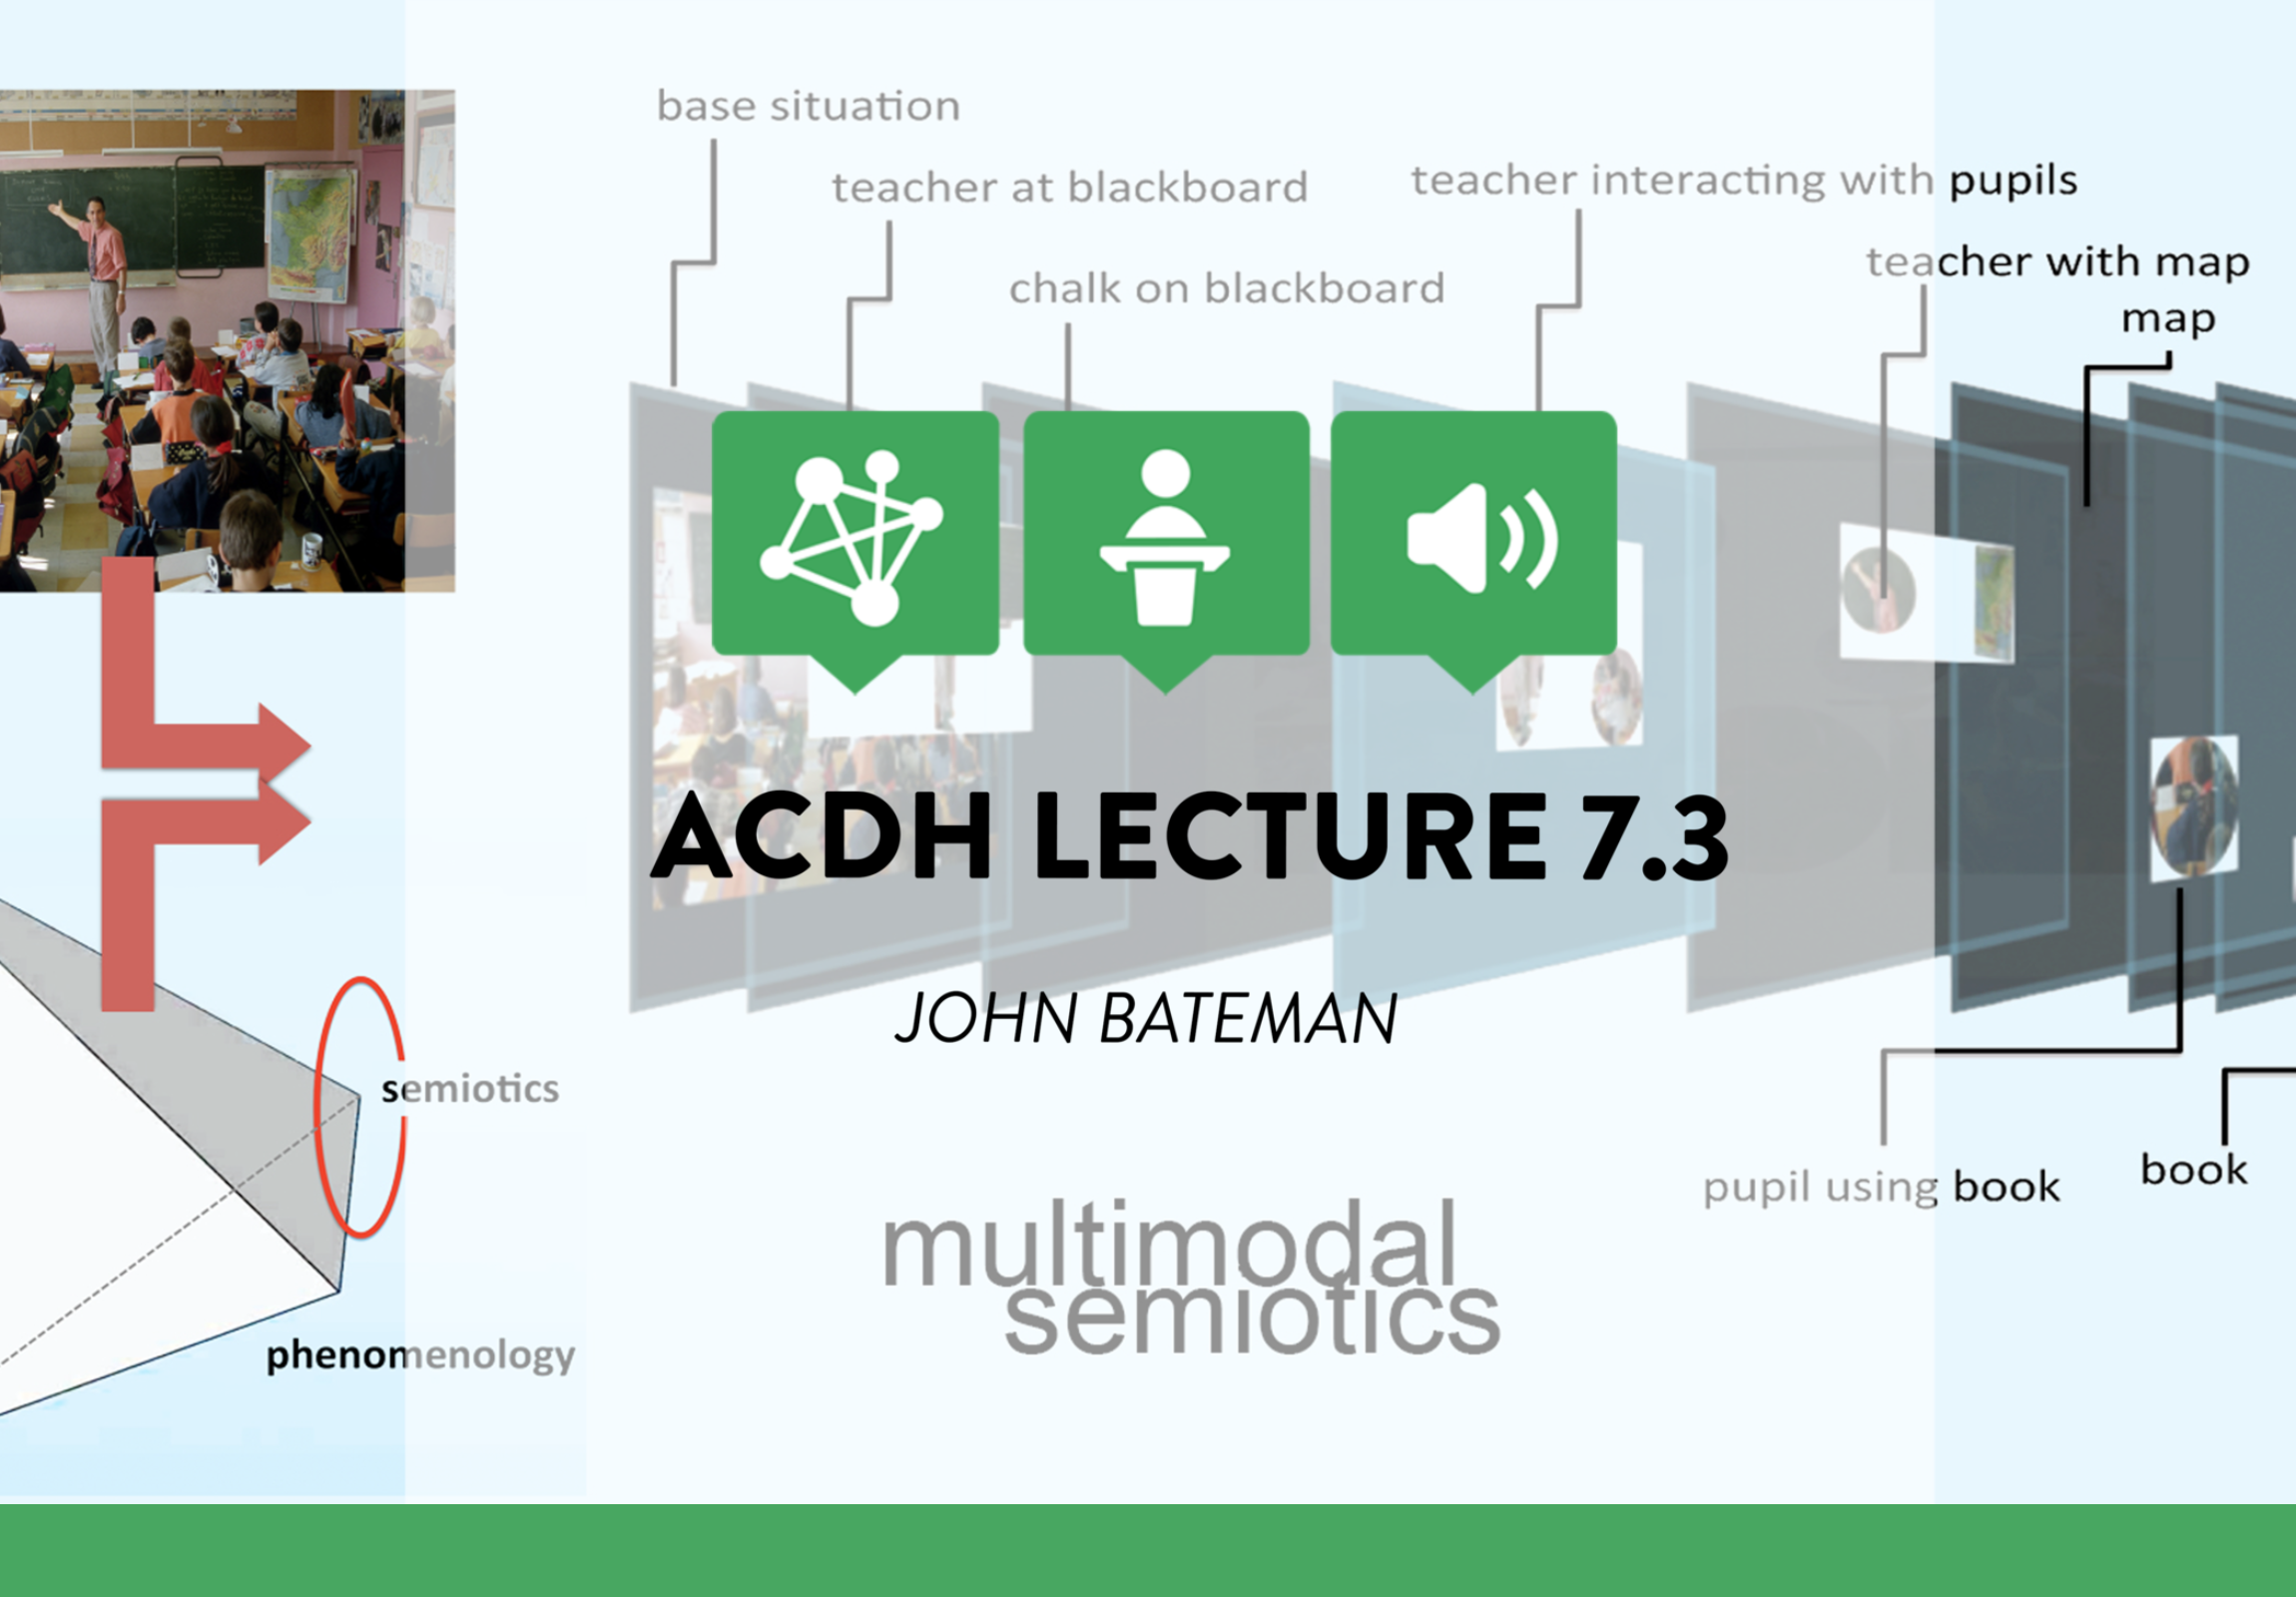 base situation
teacher at blackboard
teacher interacting with pupils
teacher with map
chalk on blackboard
map
ACDH LECTURE 7.3
JOHN BATEMAN
semiotics
pupil using book
book
multimodal
semiotics
phenomenology